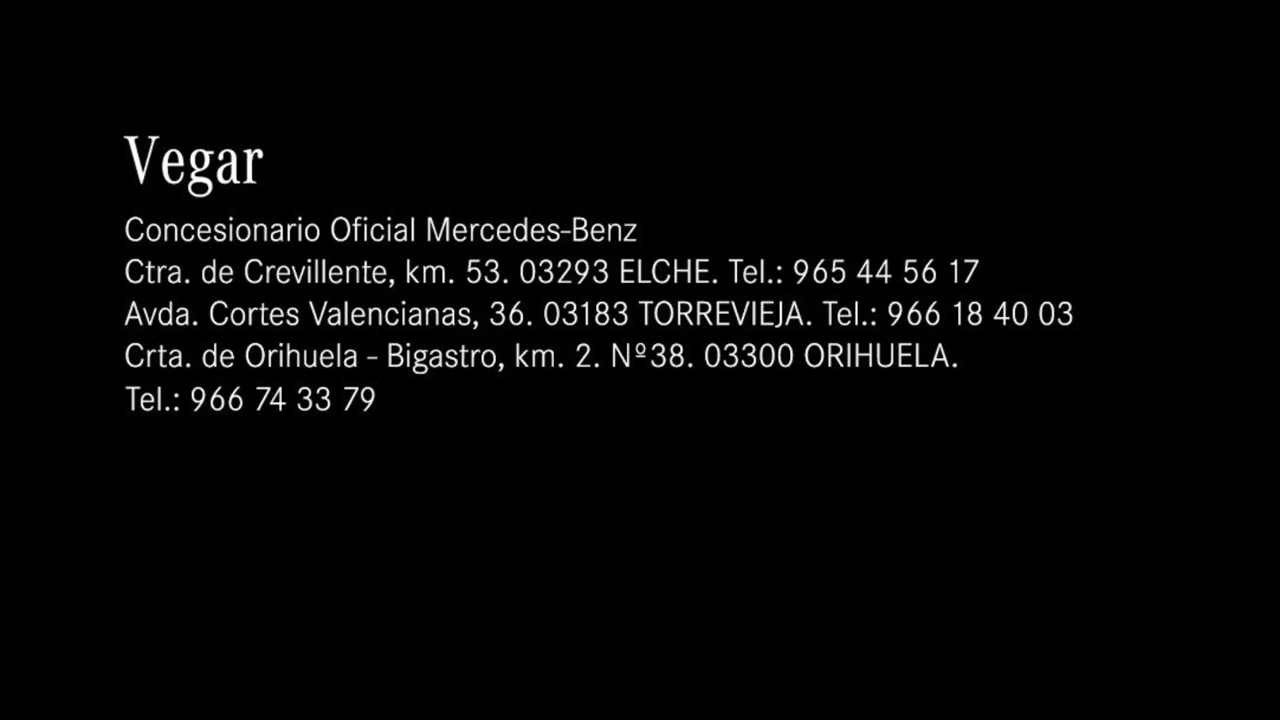 Vegar
Concesionario Oficial Mercedes-Benz
Ctra. de Crevillente, km. 53. 03293 ELCHE. Tel.: 965 44 56 17
Avda. Cortes Valencianas, 36. 03183 TORREVIEJA. Tel.: 966 18 40 03
Crta. de Orihuela - Bigastro, km. 2. Nº38. 03300 ORIHUELA.
Tel.: 966 74 33 79